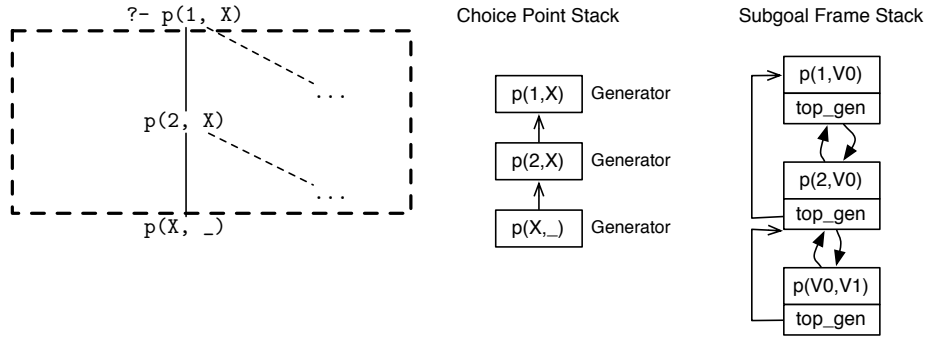 ?- p(1, X)
...
p(2, X)
...
p(X, _)
Choice Point Stack
p(1,X) Generator
p(2,X) Generator
p(X,_) Generator
Subgoal Frame Stack
p(1,V0)
top_gen
p(2,V0)
top_gen
p(V0,V1)
top_gen